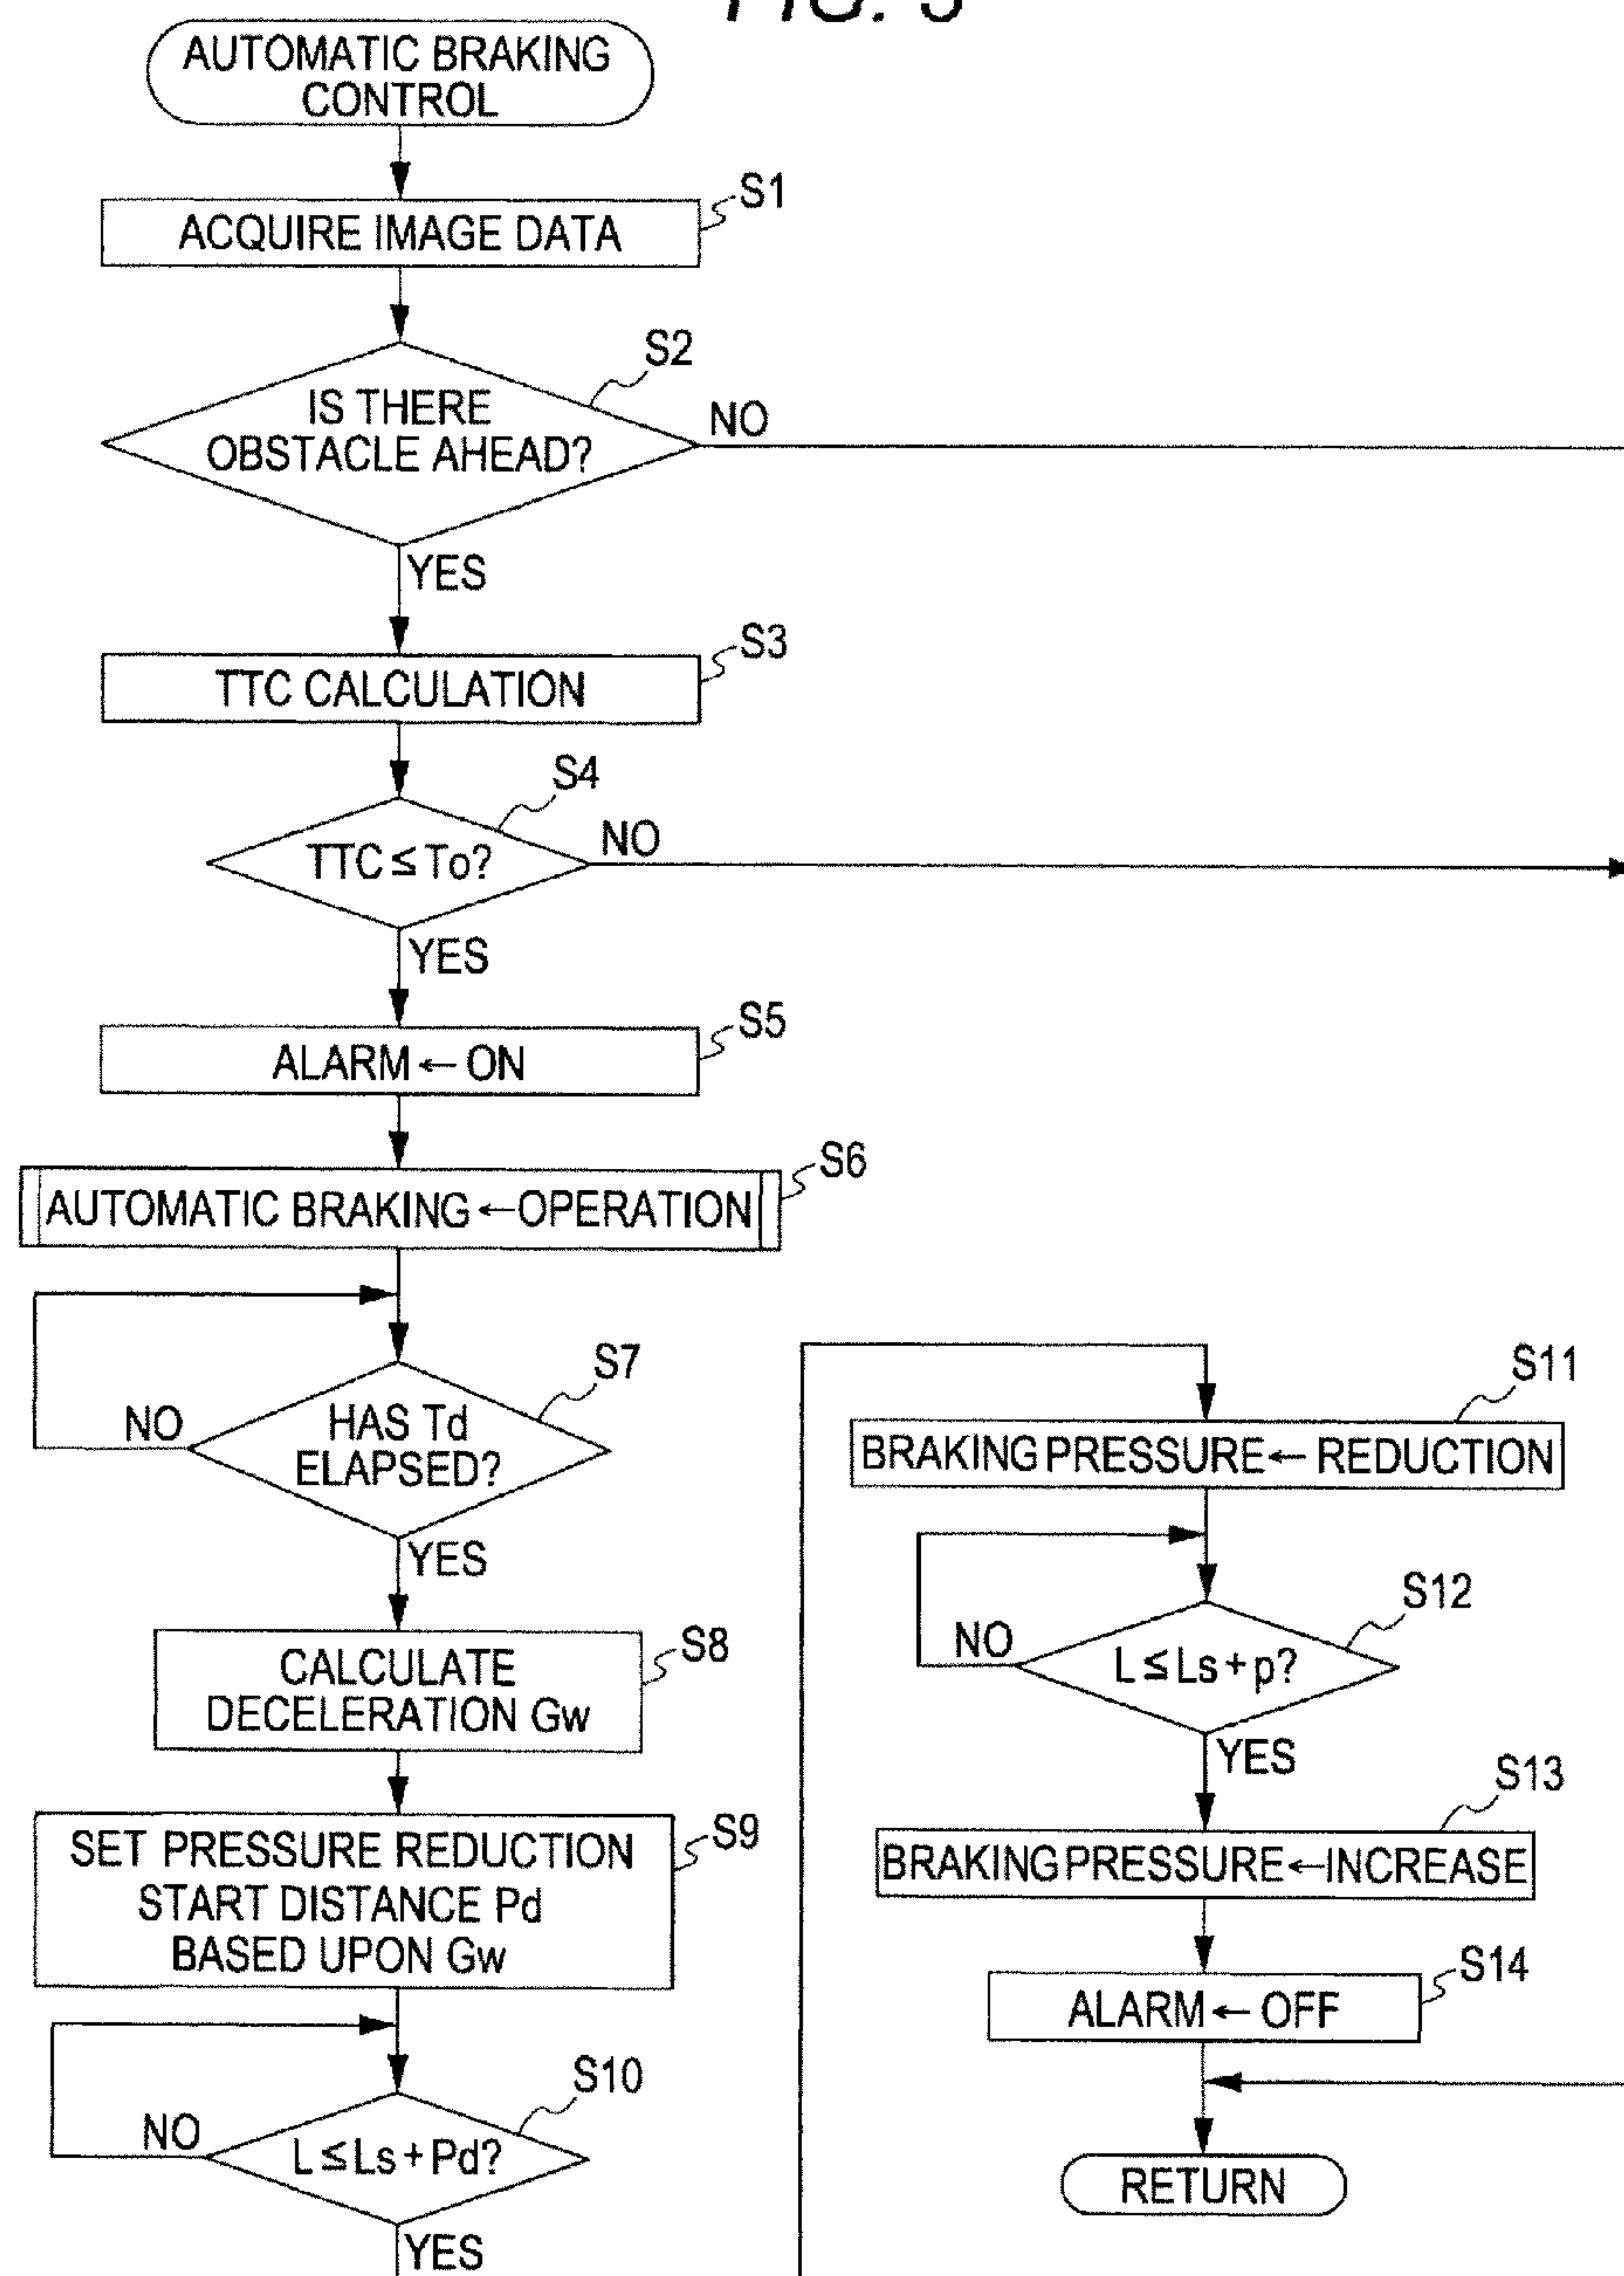 AUTOMATIC BRAKING
CONTROL
S1
ACQUIRE IMAGE DATA
S2
IS THERE
OBSTACLE AHEAD?
NO
YES
S3
TTC CALCULATION
S4
TTC ≤ To?
NO
YES
S5
ALARM ← ON
S6
AUTOMATIC BRAKING ← OPERATION
S7
HAS Td
ELAPSED?
NO
YES
S8
CALCULATE
DECELERATION Gw
S9
SET PRESSURE REDUCTION
START DISTANCE Pd
BASED UPON Gw
S10
L ≤ Ls + Pd?
NO
YES
S11
BRAKING PRESSURE ← REDUCTION
S12
L ≤ Ls + p?
NO
YES
S13
BRAKING PRESSURE ← INCREASE
S14
ALARM ← OFF
RETURN